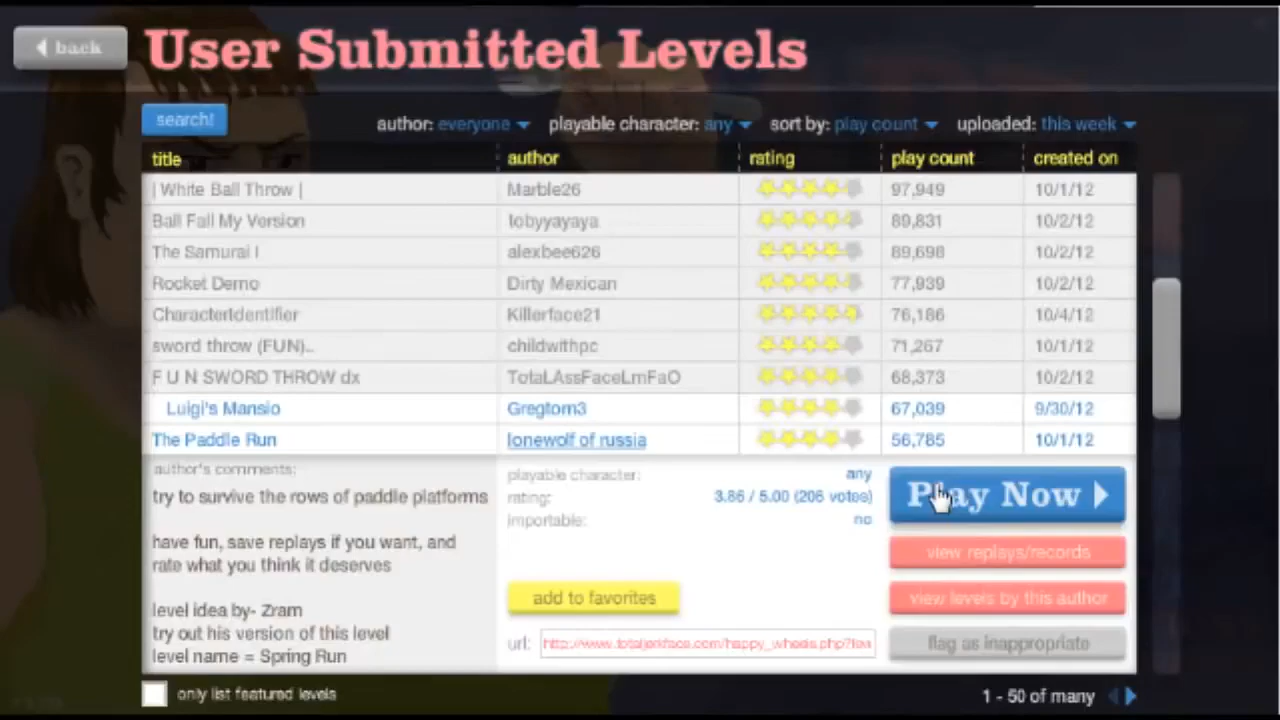 back
User Submitted Levels
search!
author: everyone playable character: any sort by: play count uploaded: this week
title author rating play count created on
| White Ball Throw | Marble26 97,949 10/1/12
Ball Fall My Version tobyyayaya 89,831 10/2/12
The Samurai I alexbee626 89,698 10/2/12
Rocket Demo Dirty Mexican 77,939 10/2/12
CharacterIdentifier Killerface21 76,186 10/4/12
sword throw (FUN).. childwithpc 71,267 10/1/12
F U N SWORD THROW dx TotaLAssFaceLmFaO 68,373 10/2/12
Luigi's Mansio Gregtom3 67,039 9/30/12
The Paddle Run lonewolf of russia 56,785 10/1/12
author's comments:
try to survive the rows of paddle platforms
have fun, save replays if you want, and
rate what you think it deserves
level idea by- Zram
try out his version of this level
level name = Spring Run
playable character: any
rating: 3.86 / 5.00 (206 votes)
importable: no
add to favorites
url: http://www.totaljerkface.com/happy_wheels.php?lev
Play Now
view replays/records
view levels by this author
flag as inappropriate
only list featured levels
1 - 50 of many